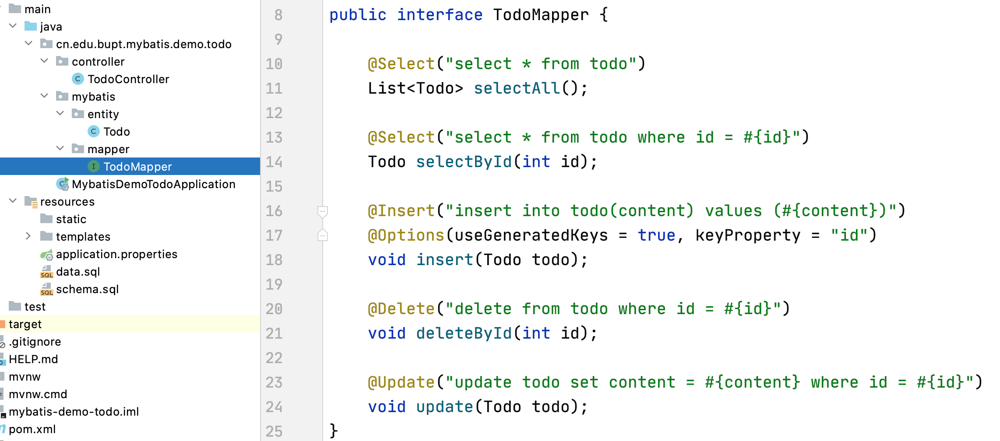 main
java
cn.edu.bupt.mybatis.demo.todo
controller
TodoController
mybatis
entity
Todo
mapper
TodoMapper
MybatisDemoTodoApplication
resources
static
templates
application.properties
data.sql
schema.sql
test
target
.gitignore
HELP.md
mvnw
mvnw.cmd
mybatis-demo-todo.iml
pom.xml
8 public interface TodoMapper {
9
10 @Select("select * from todo")
11 List<Todo> selectAll();
12
13 @Select("select * from todo where id = #{id}")
14 Todo selectById(int id);
15
16 @Insert("insert into todo(content) values (#{content})")
17 @Options(useGeneratedKeys = true, keyProperty = "id")
18 void insert(Todo todo);
19
20 @Delete("delete from todo where id = #{id}")
21 void deleteById(int id);
22
23 @Update("update todo set content = #{content} where id = #{id}")
24 void update(Todo todo);
25 }